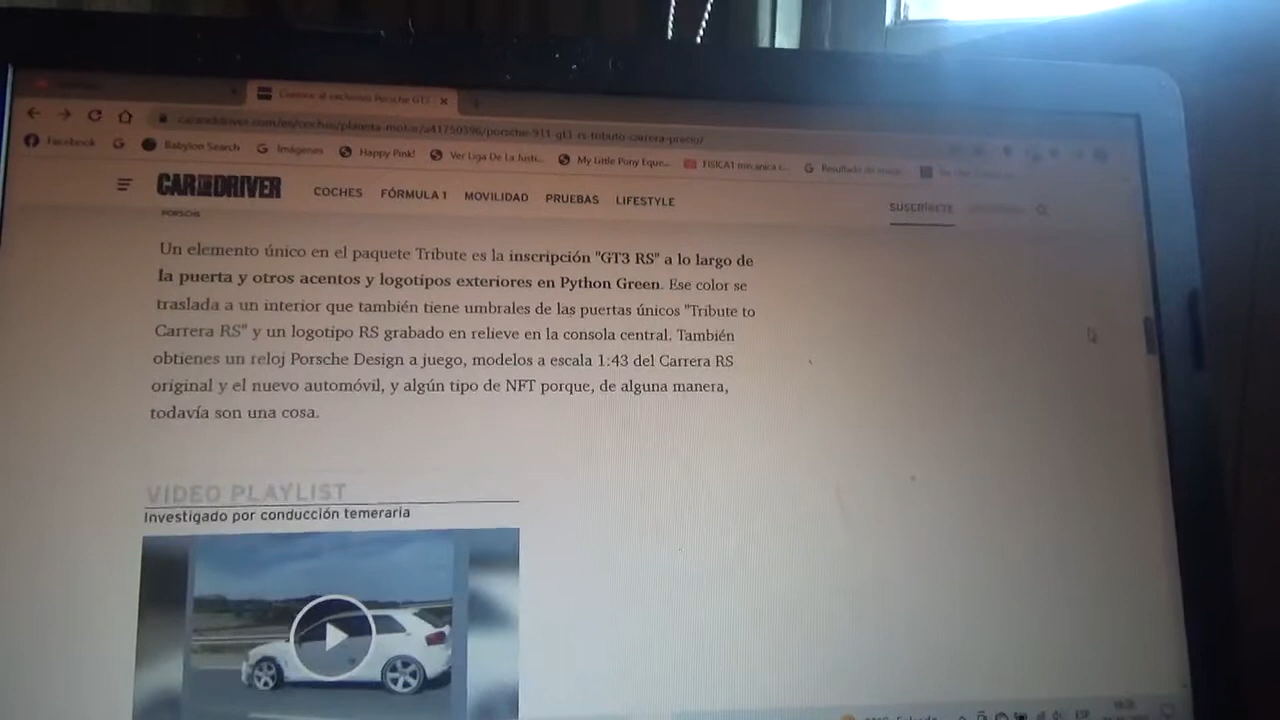 Conoce al exclusivo Porsche GT3
caranddriver.com/es/coches/planeta-motor/a41750396/porsche-911-gt3-rs-tributo-carrera-precio/
Facebook
Babylon Search
Imágenes
Happy Pink!
Ver Liga De La Justi...
My Little Pony Eque...
FISICA1 mecanica i...
Resultado de
CAR AND DRIVER
COCHES
FÓRMULA 1
MOVILIDAD
PRUEBAS
LIFESTYLE
SUSCRÍBETE
PORSCHE
Un elemento único en el paquete Tribute es la inscripción "GT3 RS" a lo largo de
la puerta y otros acentos y logotipos exteriores en Python Green. Ese color se
traslada a un interior que también tiene umbrales de las puertas únicos "Tribute to
Carrera RS" y un logotipo RS grabado en relieve en la consola central. También
obtienes un reloj Porsche Design a juego, modelos a escala 1:43 del Carrera RS
original y el nuevo automóvil, y algún tipo de NFT porque, de alguna manera,
todavía son una cosa.
VIDEO PLAYLIST
Investigado por conducción temeraria
ESP